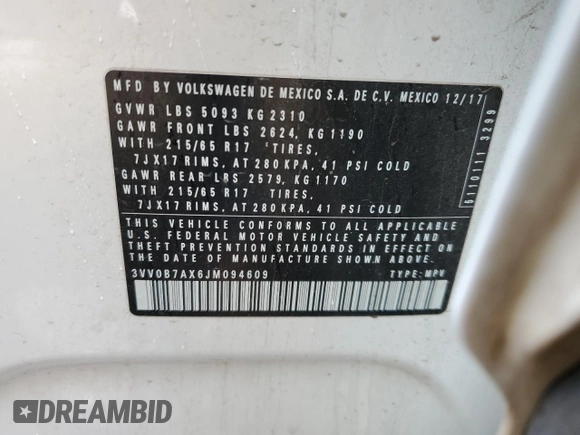 MFD BY VOLKSWAGEN DE MEXICO S.A. DE C.V. MEXICO 12/17
GVWR LBS 5093 KG 2310
GAWR FRONT LBS 2624, KG 1190
WITH 215/65 R17 TIRES,
7JX17 RIMS, AT 280 KPA, 41 PSI COLD
GAWR REAR LBS 2579, KG 1170
WITH 215/65 R17 TIRES,
7JX17 RIMS, AT 280 KPA, 41 PSI COLD
THIS VEHICLE CONFORMS TO ALL APPLICABLE
U.S. FEDERAL MOTOR VEHICLE SAFETY AND
THEFT PREVENTION STANDARDS IN EFFECT ON
THE DATE OF MANUFACTURE SHOWN ABOVE.
3VV0B7AX6JM094609 TYPE: MPV
5110111 3299
DREAMBID